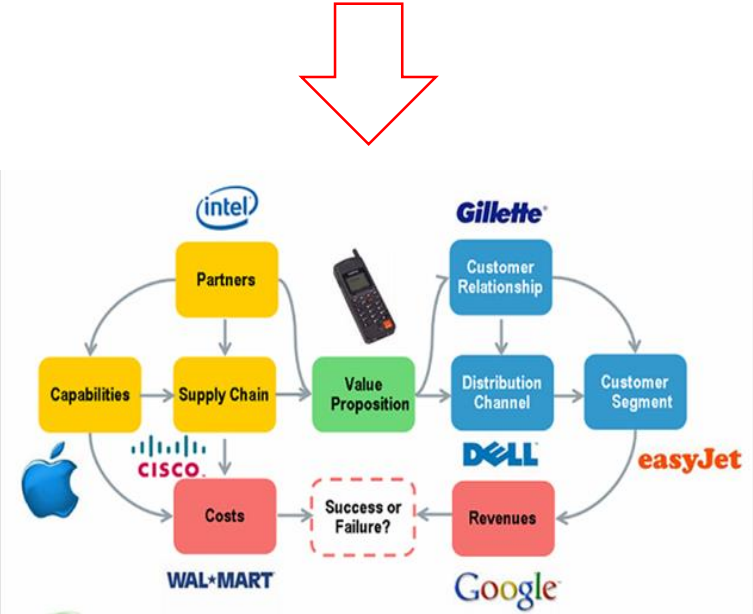 intel
Gillette
Partners
Customer
Relationship
Capabilities
Supply Chain
Value
Proposition
Distribution
Channel
Customer
Segment
CISCO.
DELL
easyJet
Costs
Success or
Failure?
Revenues
WAL★MART
Google